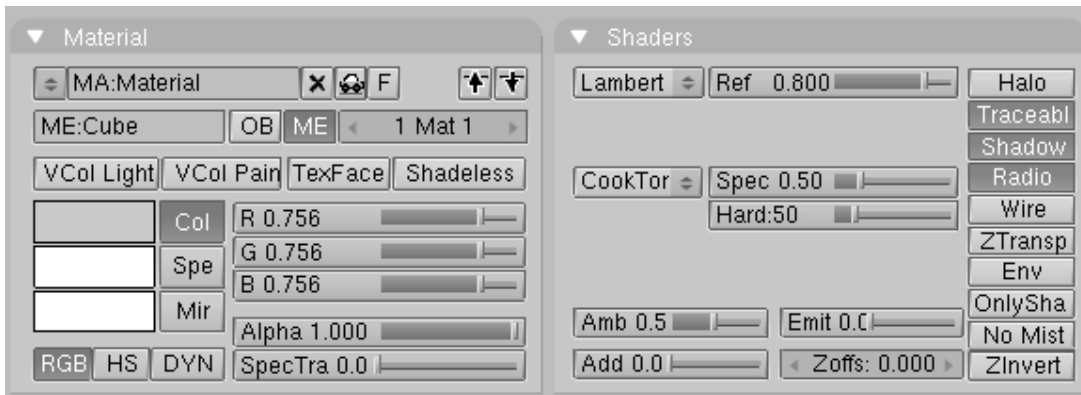 Material
MA:Material F
ME:Cube OB ME 1 Mat 1
VCol Light VCol Pain TexFace Shadeless
Col R 0.756
Spe G 0.756
B 0.756
Mir
Alpha 1.000
RGB HS DYN SpecTra 0.0
Shaders
Lambert Ref 0.800 Halo
Traceabl
Shadow
CookTor Spec 0.50 Radio
Hard:50 Wire
ZTransp
Env
Amb 0.5 Emit 0.0 OnlySha
No Mist
Add 0.0 Zoffs: 0.000 ZInvert